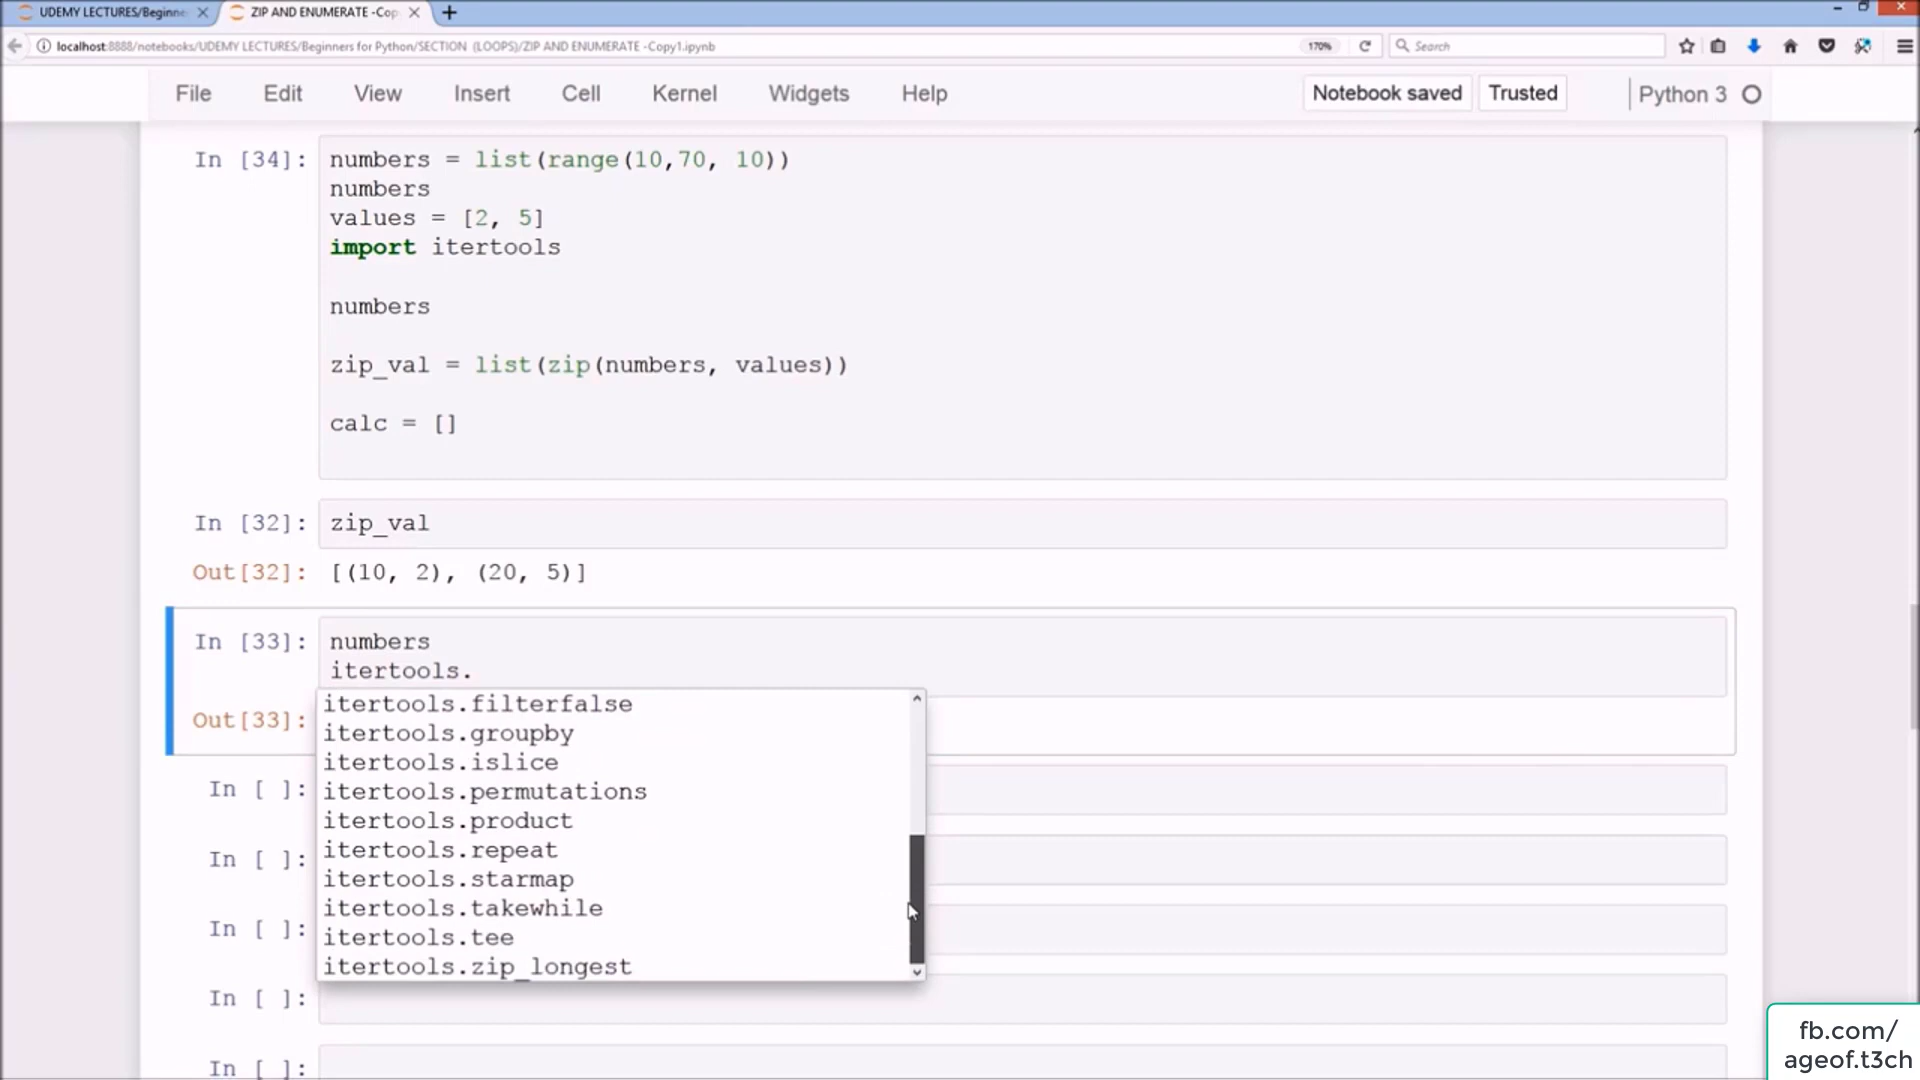 UDEMY LECTURES/Beginne
ZIP AND ENUMERATE -Cop
localhost:8888/notebooks/UDEMY LECTURES/Beginners for Python/SECTION (LOOPS)/ZIP AND ENUMERATE -Copy1.ipynb
170%
Search
File Edit View Insert Cell Kernel Widgets Help
Notebook saved
Trusted
Python 3
In [34]: numbers = list(range(10,70, 10))
numbers
values = [2, 5]
import itertools
numbers
zip_val = list(zip(numbers, values))
calc = []
In [32]: zip_val
Out[32]: [(10, 2), (20, 5)]
In [33]: numbers
itertools.
Out[33]:
itertools.filterfalse
itertools.groupby
itertools.islice
itertools.permutations
itertools.product
itertools.repeat
itertools.starmap
itertools.takewhile
itertools.tee
itertools.zip_longest
In [ ]:
In [ ]:
In [ ]:
In [ ]:
In [ ]:
fb.com/
ageof.t3ch